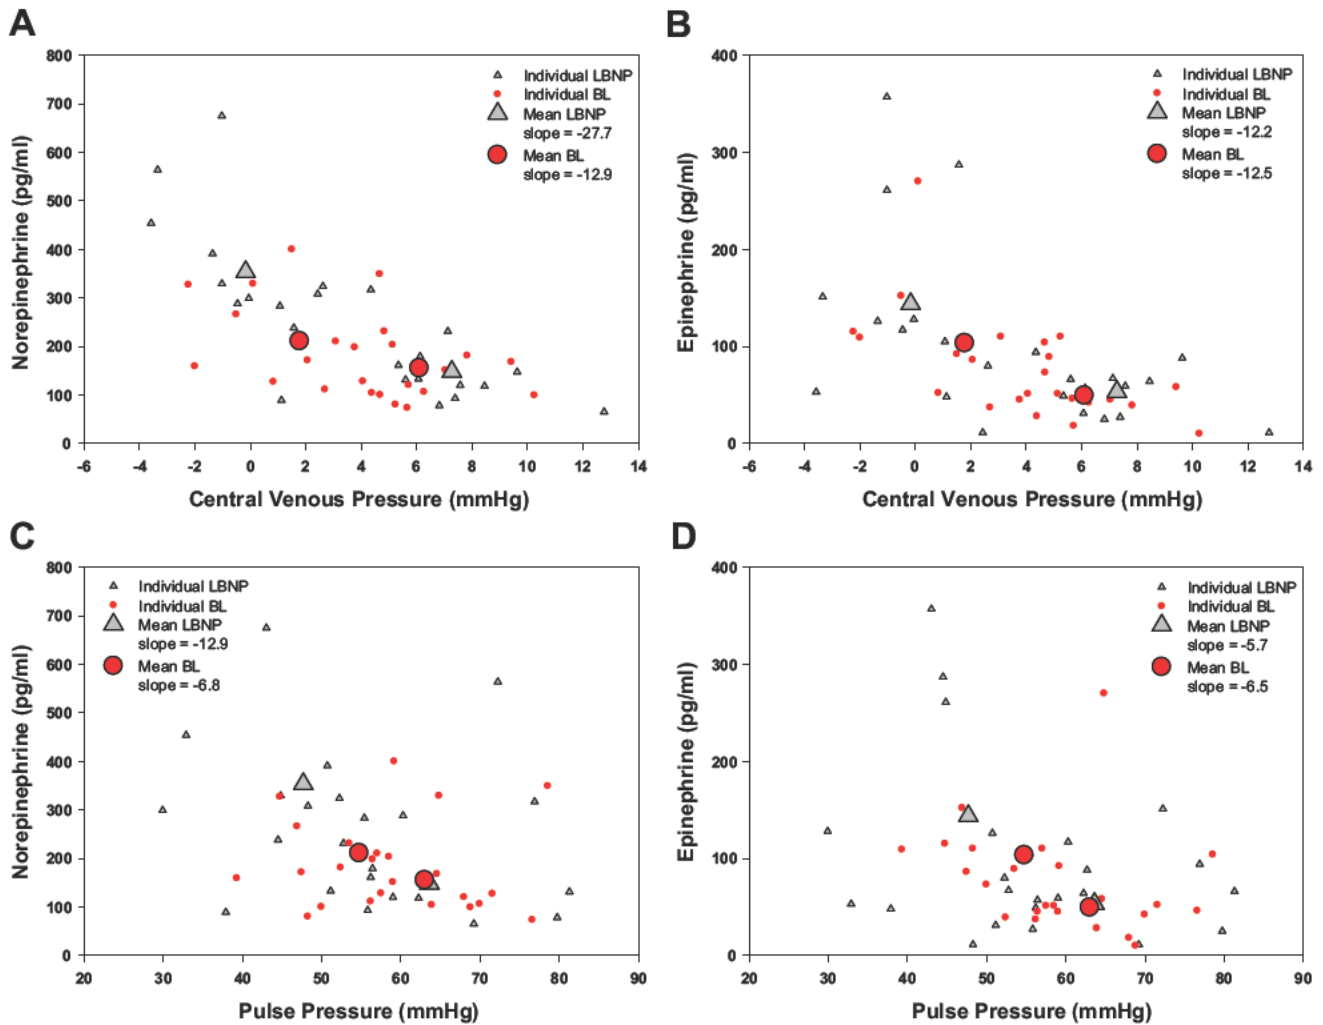 A
800
700
600
500
400
300
200
100
0
Norepinephrine (pg/ml)
-6 -4 -2 0 2 4 6 8 10 12 14
Central Venous Pressure (mmHg)
Individual LBNP
Individual BL
Mean LBNP
slope = -27.7
Mean BL
slope = -12.9
B
400
300
200
100
0
Epinephrine (pg/ml)
-6 -4 -2 0 2 4 6 8 10 12 14
Central Venous Pressure (mmHg)
Individual LBNP
Individual BL
Mean LBNP
slope = -12.2
Mean BL
slope = -12.5
C
800
700
600
500
400
300
200
100
0
Norepinephrine (pg/ml)
20 30 40 50 60 70 80 90
Pulse Pressure (mmHg)
Individual LBNP
Individual BL
Mean LBNP
slope = -12.9
Mean BL
slope = -6.8
D
400
300
200
100
0
Epinephrine (pg/ml)
20 30 40 50 60 70 80 90
Pulse Pressure (mmHg)
Individual LBNP
Individual BL
Mean LBNP
slope = -5.7
Mean BL
slope = -6.5